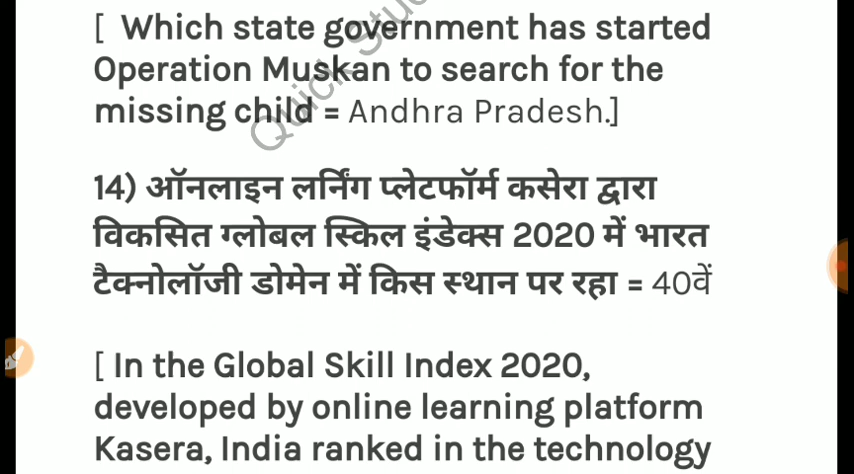 [ Which state government has started
Operation Muskan to search for the
missing child = Andhra Pradesh.]
14) ऑनलाइन लर्निंग प्लेटफॉर्म कसेरा द्वारा
विकसित ग्लोबल स्किल इंडेक्स 2020 में भारत
टैक्नोलॉजी डोमेन में किस स्थान पर रहा = 40वें
[ In the Global Skill Index 2020,
developed by online learning platform
Kasera, India ranked in the technology
Quick Stu